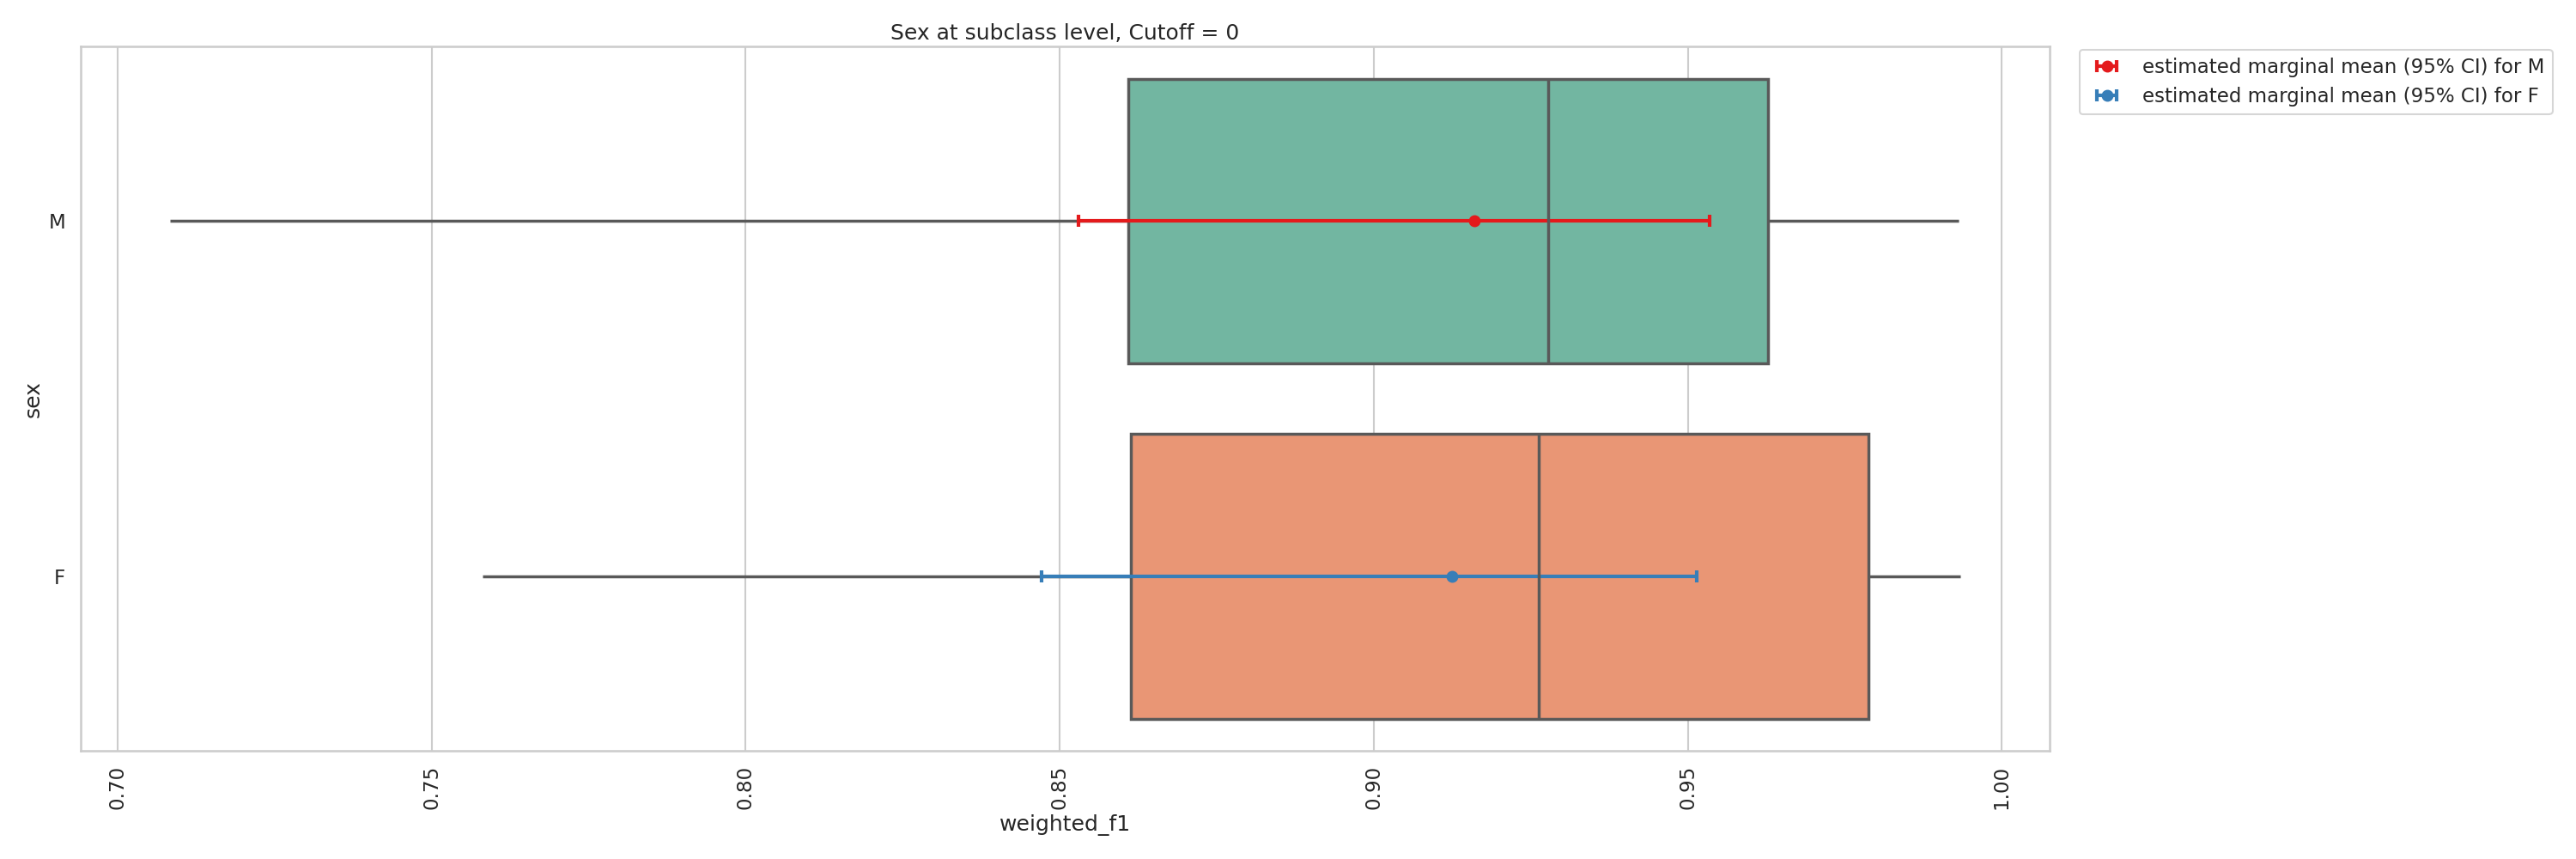 Sex at subclass level, Cutoff = 0
estimated marginal mean (95% CI) for M
estimated marginal mean (95% CI) for F
M
sex
F
0.70
0.75
0.80
0.85
0.90
0.95
1.00
weighted_f1